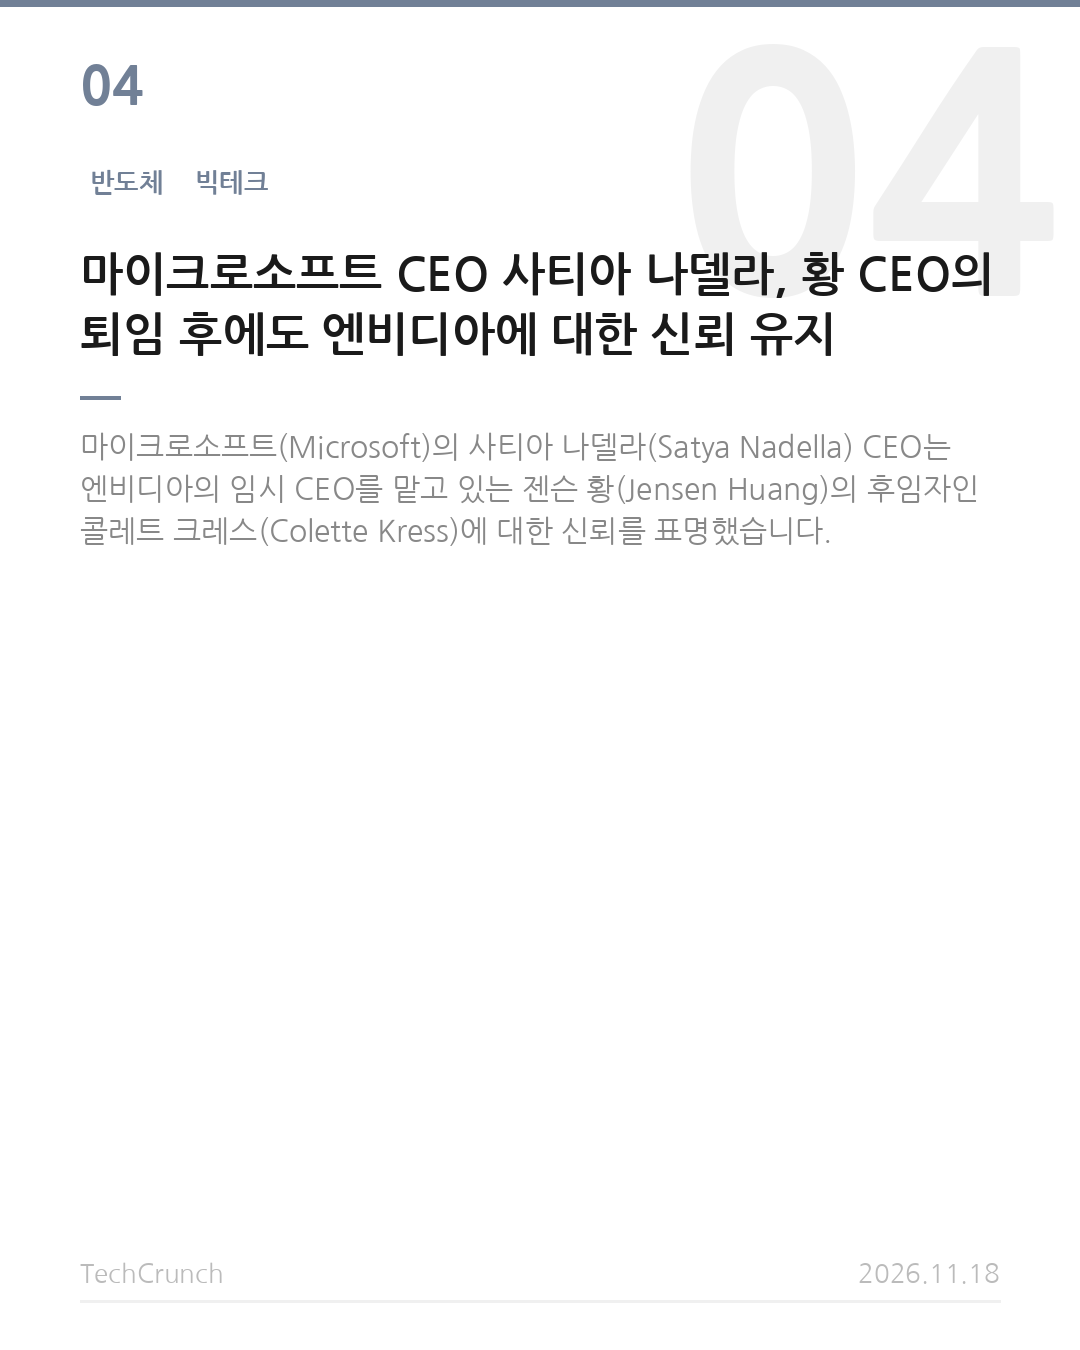 04
04
반도체 빅테크
마이크로소프트 CEO 사티아 나델라, 황 CEO의
퇴임 후에도 엔비디아에 대한 신뢰 유지
마이크로소프트(Microsoft)의 사티아 나델라(Satya Nadella) CEO는
엔비디아의 임시 CEO를 맡고 있는 젠슨 황(Jensen Huang)의 후임자인
콜레트 크레스(Colette Kress)에 대한 신뢰를 표명했습니다.
TechCrunch 2026.11.18